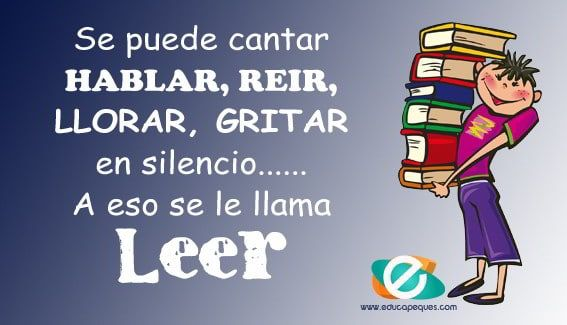 Se puede cantar
HABLAR, REIR,
LLORAR, GRITAR
en silencio......
A eso se le llama
Leer
e
www.educapeques.com